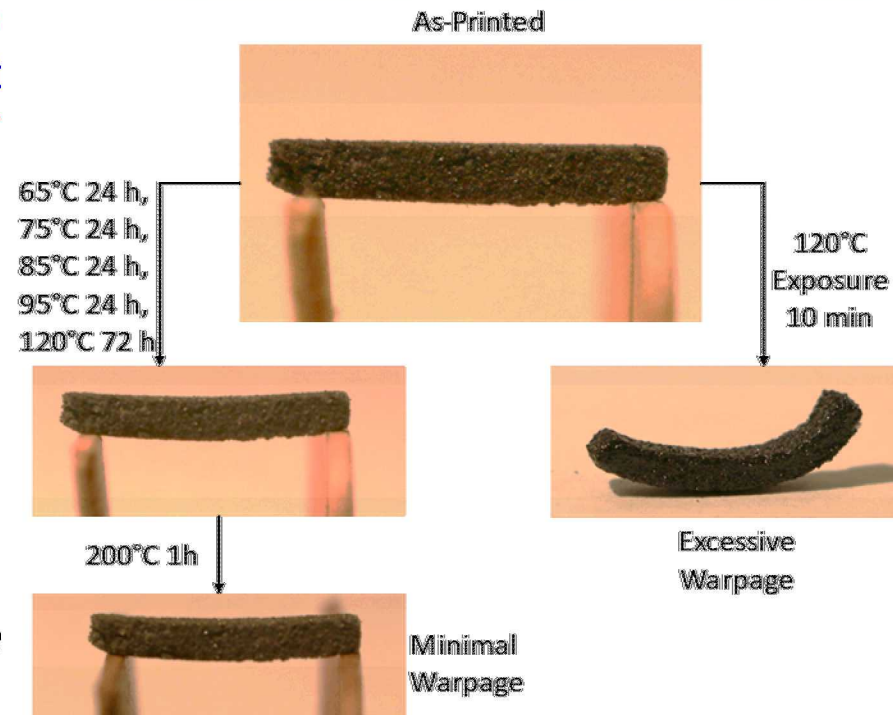 As-Printed
65°C 24 h,
75°C 24 h,
85°C 24 h,
95°C 24 h,
120°C 72 h
120°C
Exposure
10 min
200°C 1h
Excessive
Warpage
Minimal
Warpage